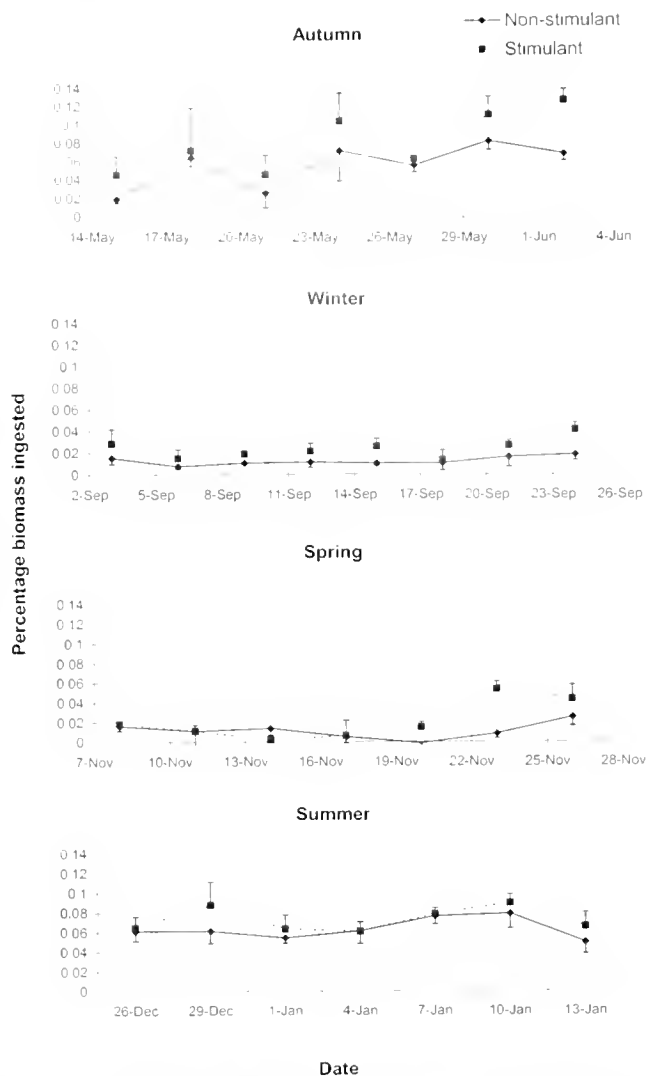 Autumn
Non-stimulant
Stimulant
0.14
0.12
0.1
0.08
0.06
0.04
0.02
0
14-May 17-May 20-May 23-May 26-May 29-May 1-Jun 4-Jun
Winter
0.14
0.12
0.1
0.08
0.06
0.04
0.02
0
2-Sep 5-Sep 8-Sep 11-Sep 14-Sep 17-Sep 20-Sep 23-Sep 26-Sep
Percentage biomass ingested
Spring
0.14
0.12
0.1
0.08
0.06
0.04
0.02
0
7-Nov 10-Nov 13-Nov 16-Nov 19-Nov 22-Nov 25-Nov 28-Nov
Summer
0.14
0.12
0.1
0.08
0.06
0.04
0.02
0
26-Dec 29-Dec 1-Jan 4-Jan 7-Jan 10-Jan 13-Jan
Date